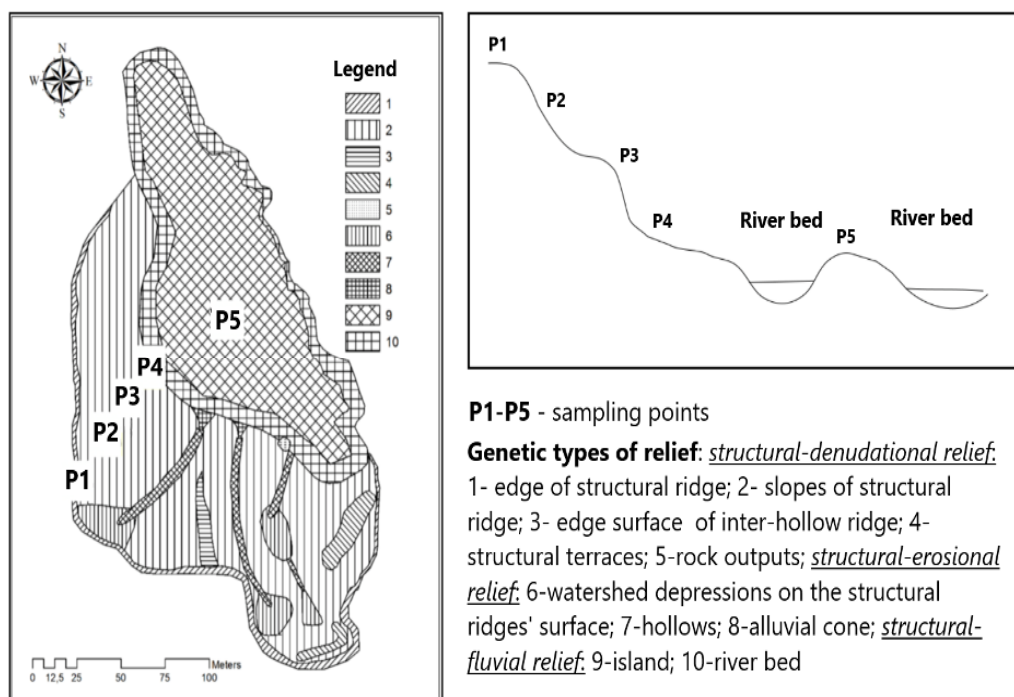 N
W E
S
Legend
1
2
3
4
5
6
7
8
9
10
P5
P4
P3
P2
P1
0 12,5 25 50 75 100 Meters
P1
P2
P3
P4
River bed
P5
River bed
P1-P5 - sampling points
Genetic types of relief: structural-denudational relief:
1- edge of structural ridge; 2- slopes of structural
ridge; 3- edge surface of inter-hollow ridge; 4-
structural terraces; 5-rock outputs; structural-erosional
relief: 6-watershed depressions on the structural
ridges' surface; 7-hollows; 8-alluvial cone; structural-
fluvial relief: 9-island; 10-river bed